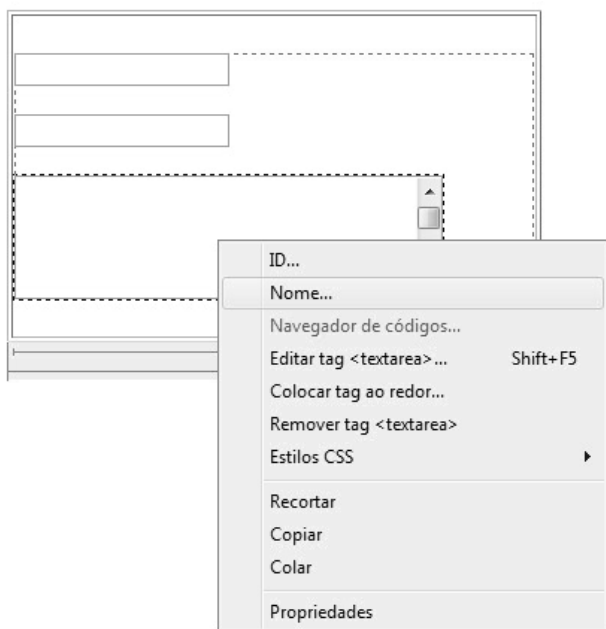 ID...
Nome...
Navegador de códigos...
Editar tag <textarea>... Shift+F5
Colocar tag ao redor...
Remover tag <textarea>
Estilos CSS
Recortar
Copiar
Colar
Propriedades